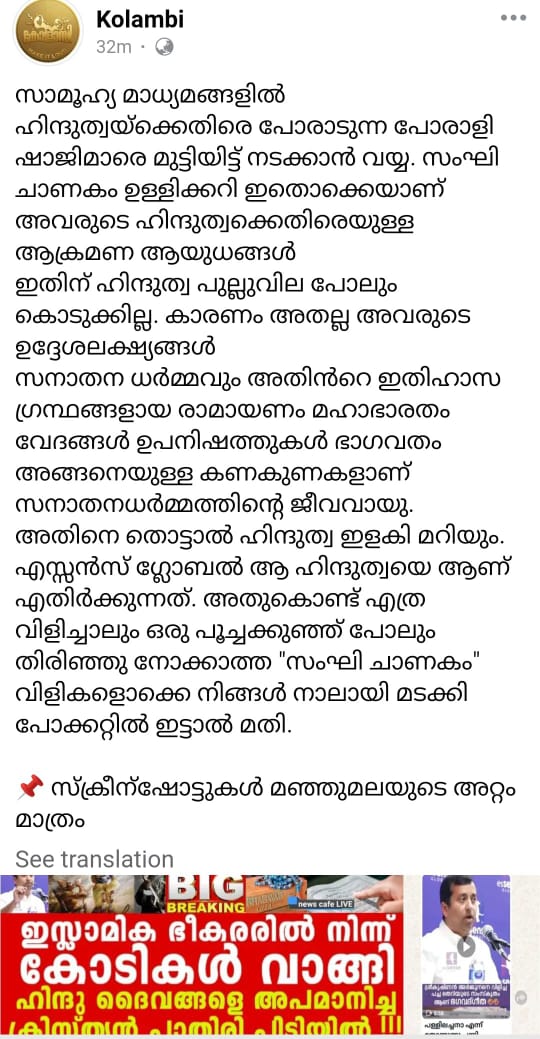 Kolambi
32m
സാമൂഹ്യ മാധ്യമങ്ങളിൽ
ഹിന്ദുത്വയ്ക്കെതിരെ പോരാടുന്ന പോരാളി
ഷാജിമാരെ മുട്ടിയിട്ട് നടക്കാൻ വയ്യ. സംഘി
ചാണകം ഉള്ളിക്കറി ഇതൊക്കെയാണ്
അവരുടെ ഹിന്ദുത്വക്കെതിരെയുള്ള
ആക്രമണ ആയുധങ്ങൾ
ഇതിന് ഹിന്ദുത്വ പുല്ലുവില പോലും
കൊടുക്കില്ല. കാരണം അതല്ല അവരുടെ
ഉദ്ദേശലക്ഷ്യങ്ങൾ
സനാതന ധർമ്മവും അതിൻറെ ഇതിഹാസ
ഗ്രന്ഥങ്ങളായ രാമായണം മഹാഭാരതം
വേദങ്ങൾ ഉപനിഷത്തുകൾ ഭാഗവതം
അങ്ങനെയുള്ള കണകുണകളാണ്
സനാതനധർമ്മത്തിന്റെ ജീവവായു.
അതിനെ തൊട്ടാൽ ഹിന്ദുത്വ ഇളകി മറിയും.
എസ്സൻസ് ഗ്ലോബൽ ആ ഹിന്ദുത്വയെ ആണ്
എതിർക്കുന്നത്. അതുകൊണ്ട് എത്ര
വിളിച്ചാലും ഒരു പൂച്ചക്കുഞ്ഞ് പോലും
തിരിഞ്ഞു നോക്കാത്ത "സംഘി ചാണകം"
വിളികളൊക്കെ നിങ്ങൾ നാലായി മടക്കി
പോക്കറ്റിൽ ഇട്ടാൽ മതി.
📌 സ്ക്രീന്ഷോട്ടുകൾ മഞ്ഞുമലയുടെ അറ്റം
മാത്രം
See translation
BIG
BREAKING
news cafe LIVE
ഇസ്ലാമിക ഭീകരരിൽ നിന്ന്
കോടികൾ വാങ്ങി
ഹിന്ദു ദൈവങ്ങളെ അപമാനിച്ച
ക്രിസ്ത്യൻ പാതിരി പിടിയിൽ !!!
പള്ളിലച്ചനാ എന്ന്